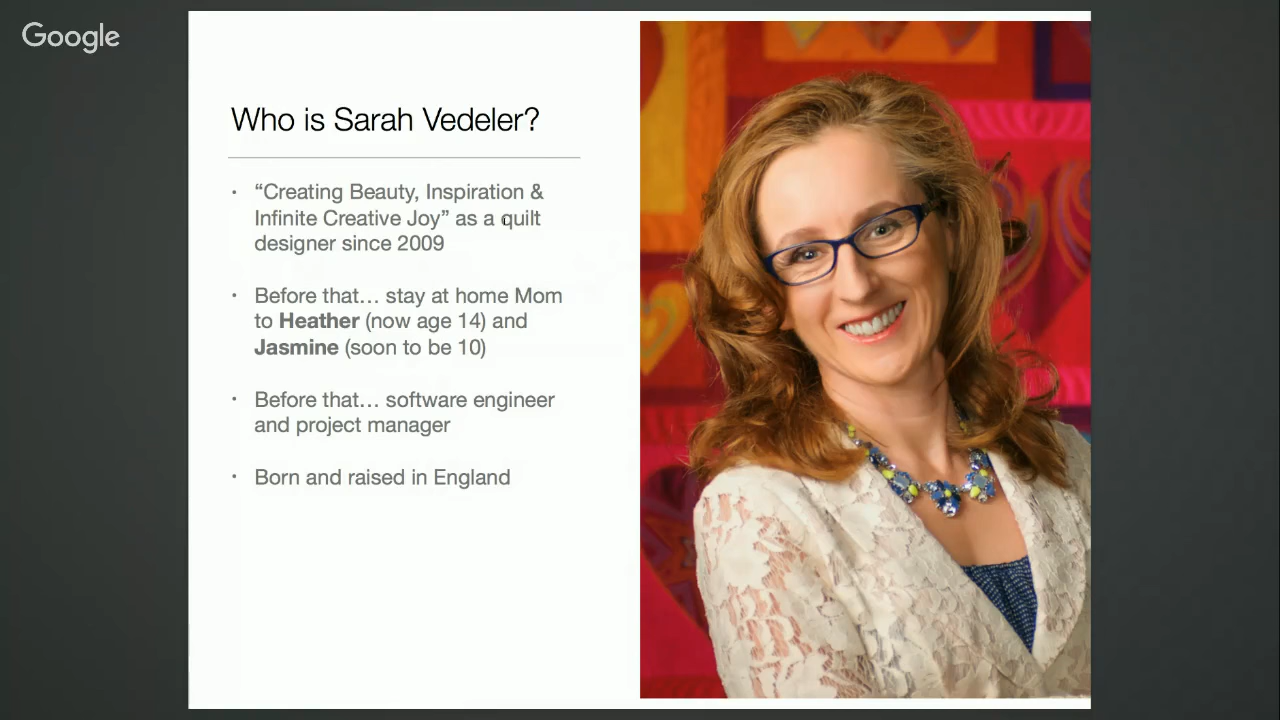 Google
Who is Sarah Vedeler?
• “Creating Beauty, Inspiration &
Infinite Creative Joy” as a quilt
designer since 2009
• Before that… stay at home Mom
to Heather (now age 14) and
Jasmine (soon to be 10)
• Before that… software engineer
and project manager
• Born and raised in England